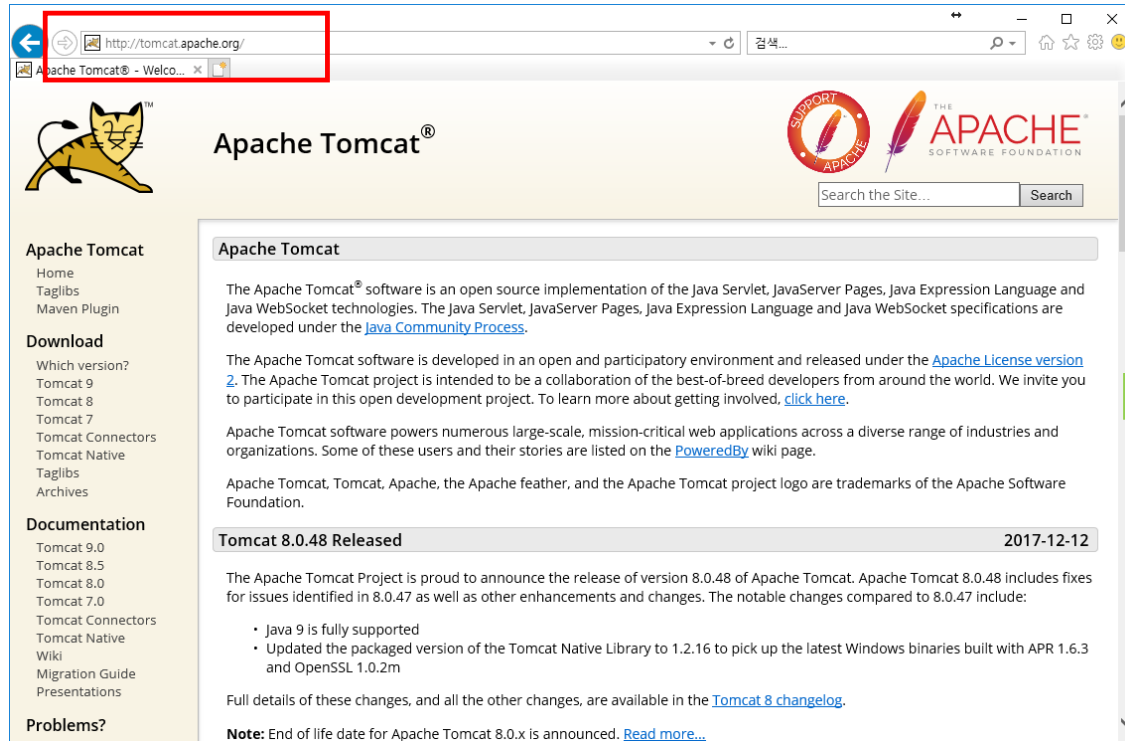 http://tomcat.apache.org/
검색...
Apache Tomcat® - Welco...
TM
Apache Tomcat®
SUPPORT
APACHE
THE
APACHE®
SOFTWARE FOUNDATION
Search the Site...
Search
Apache Tomcat
Home
Taglibs
Maven Plugin
Download
Which version?
Tomcat 9
Tomcat 8
Tomcat 7
Tomcat Connectors
Tomcat Native
Taglibs
Archives
Documentation
Tomcat 9.0
Tomcat 8.5
Tomcat 8.0
Tomcat 7.0
Tomcat Connectors
Tomcat Native
Wiki
Migration Guide
Presentations
Problems?
Apache Tomcat
The Apache Tomcat® software is an open source implementation of the Java Servlet, JavaServer Pages, Java Expression Language and
Java WebSocket technologies. The Java Servlet, JavaServer Pages, Java Expression Language and Java WebSocket specifications are
developed under the Java Community Process.
The Apache Tomcat software is developed in an open and participatory environment and released under the Apache License version
2. The Apache Tomcat project is intended to be a collaboration of the best-of-breed developers from around the world. We invite you
to participate in this open development project. To learn more about getting involved, click here.
Apache Tomcat software powers numerous large-scale, mission-critical web applications across a diverse range of industries and
organizations. Some of these users and their stories are listed on the PoweredBy wiki page.
Apache Tomcat, Tomcat, Apache, the Apache feather, and the Apache Tomcat project logo are trademarks of the Apache Software
Foundation.
Tomcat 8.0.48 Released 2017-12-12
The Apache Tomcat Project is proud to announce the release of version 8.0.48 of Apache Tomcat. Apache Tomcat 8.0.48 includes fixes
for issues identified in 8.0.47 as well as other enhancements and changes. The notable changes compared to 8.0.47 include:
• Java 9 is fully supported
• Updated the packaged version of the Tomcat Native Library to 1.2.16 to pick up the latest Windows binaries built with APR 1.6.3
and OpenSSL 1.0.2m
Full details of these changes, and all the other changes, are available in the Tomcat 8 changelog.
Note: End of life date for Apache Tomcat 8.0.x is announced. Read more...